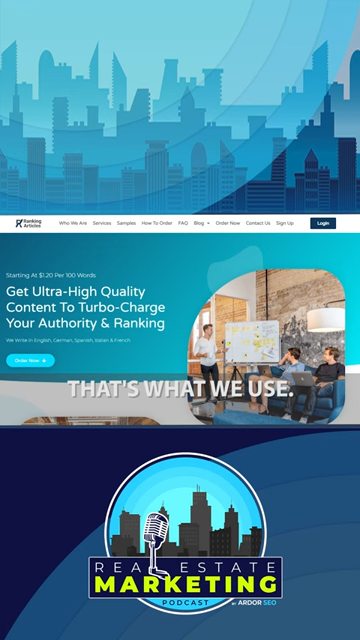 Ranking
Articles
Who We Are Services Samples How To Order FAQ Blog Order Now Contact Us Sign Up Login
Starting At $1.20 Per 100 Words
Get Ultra-High Quality
Content To Turbo-Charge
Your Authority & Ranking
We Write In English, German, Spanish, Italian & French
Order Now
THAT'S WHAT WE USE.
REAL ESTATE
MARKETING
PODCAST BY ARDOR SEO